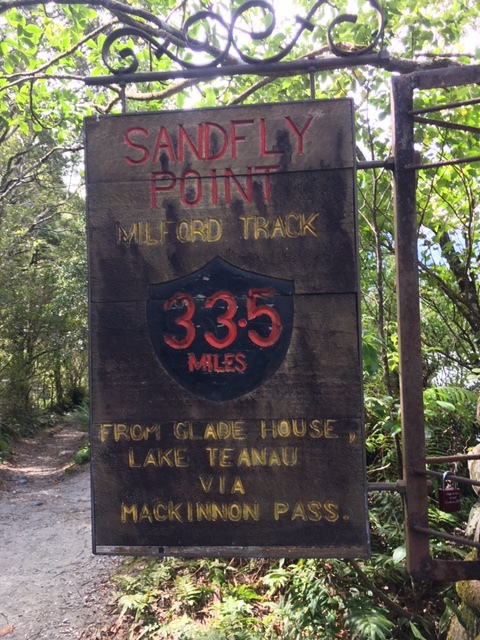 SANDFLY
POINT
MILFORD TRACK
33·5
MILES
FROM GLADE HOUSE,
LAKE TEANAU
VIA
MACKINNON PASS.